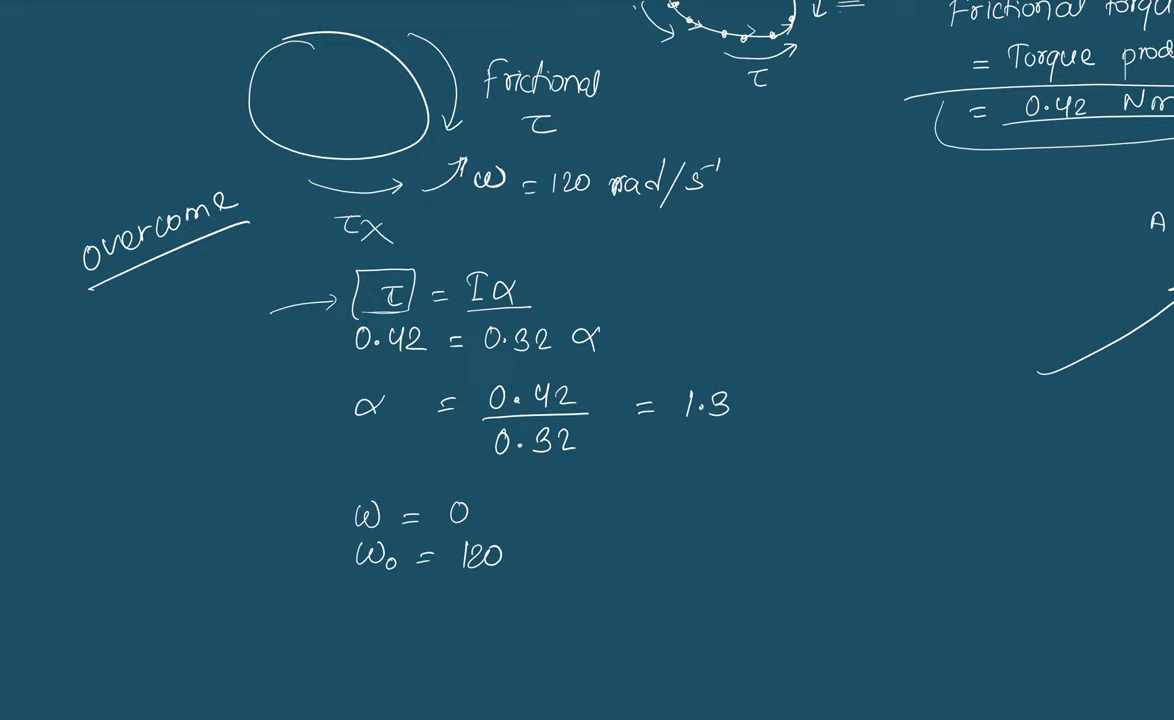 Frictional torqu
= Torque prod
= 0.42 Nm
τ
Frictional
τ
ω = 120 rad/s⁻¹
τX
overcome
A
τ = Iα
0.42 = 0.32 α
α = 0.42/0.32 = 1.3
ω = 0
ω₀ = 120